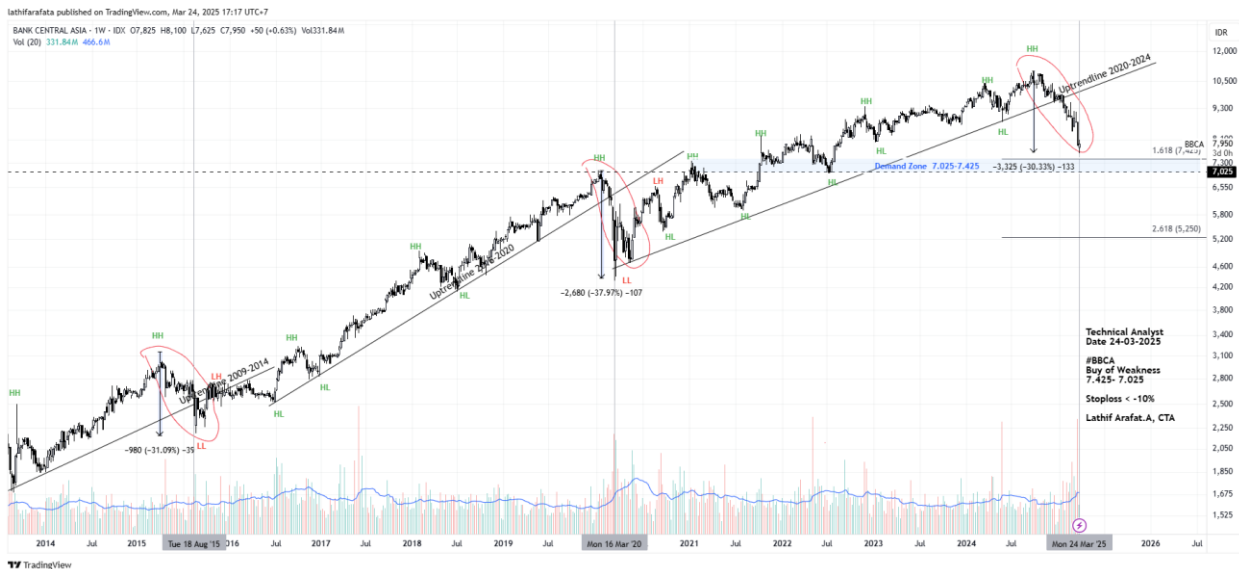 lathifarafata published on TradingView.com, Mar 24, 2025 17:17 UTC+7
BANK CENTRAL ASIA · 1W · IDX O7,825 H8,100 L7,625 C7,950 +50 (+0.63%) Vol331.84M
Vol (20) 331.84M 466.6M
IDR
12,000
10,500
9,300
8,100
BBCA
7,950
3d 0h
7,300
7,025
6,550
5,800
5,200
4,600
4,200
3,800
3,400
3,100
2,800
2,500
2,250
2,050
1,850
1,675
1,525
HH
HH
LH
LL
Uptrendline 2009-2014
−980 (−31.09%)
HH
HL
HL
HH
HL
Uptrendline
HH
LH
LL
HL
−2,680 (−37.97%) −107
HH
HL
HH
HL
HH
HL
HH
HL
HH
Uptrendline 2020-2024
Demand Zone 7.025-7.425
−3,325 (−30.33%) −133
1.618
2.618 (5,250)
Technical Analyst
Date 24-03-2025
#BBCA
Buy of Weakness
7.425- 7.025
Stoploss < -10%
Lathif Arafat.A, CTA
2014 Jul 2015 Tue 18 Aug '15 2016 Jul 2017 Jul 2018 Jul 2019 Jul Mon 16 Mar '20 2021 Jul 2022 Jul 2023 Jul 2024 Jul Mon 24 Mar '25 2026 Jul
TradingView